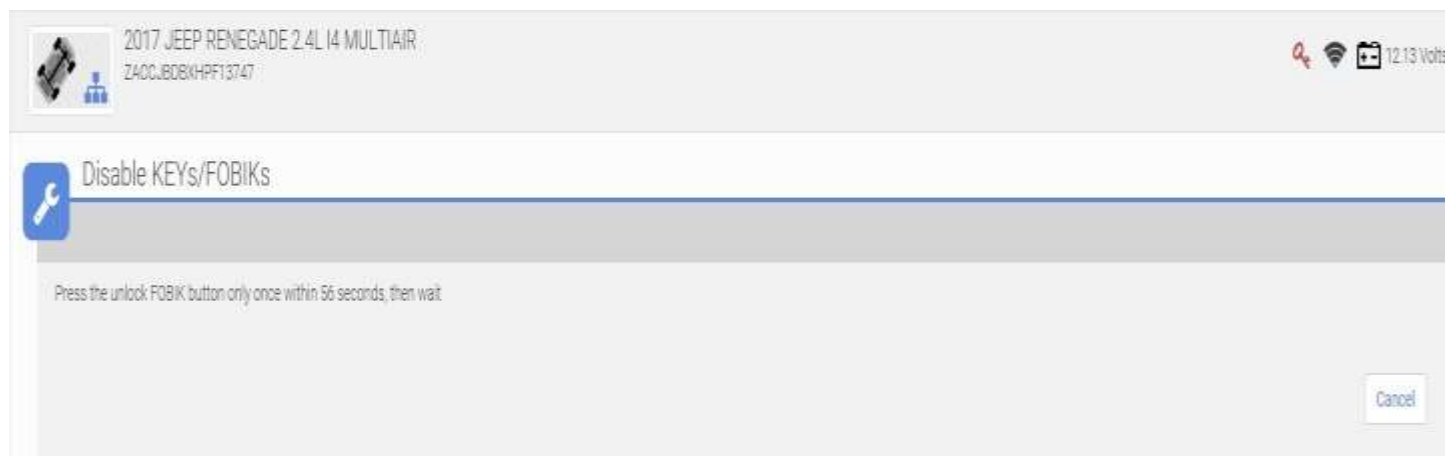 2017 JEEP RENEGADE 2.4L I4 MULTIAIR
ZACCJBDBXHPF13747
12.13 Volts
Disable KEYs/FOBIKs
Press the unlock FOBIK button only once within 56 seconds, then wait
Cancel